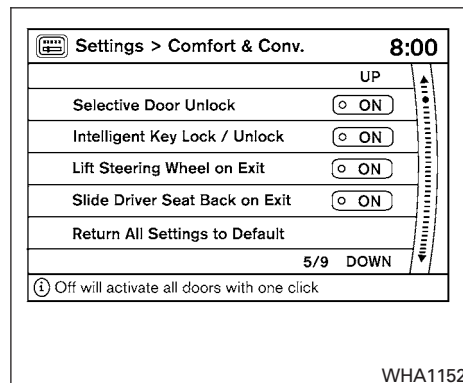 Settings > Comfort & Conv. 8:00
UP
Selective Door Unlock ON
Intelligent Key Lock / Unlock ON
Lift Steering Wheel on Exit ON
Slide Driver Seat Back on Exit ON
Return All Settings to Default
5/9 DOWN
i Off will activate all doors with one click
WHA1152